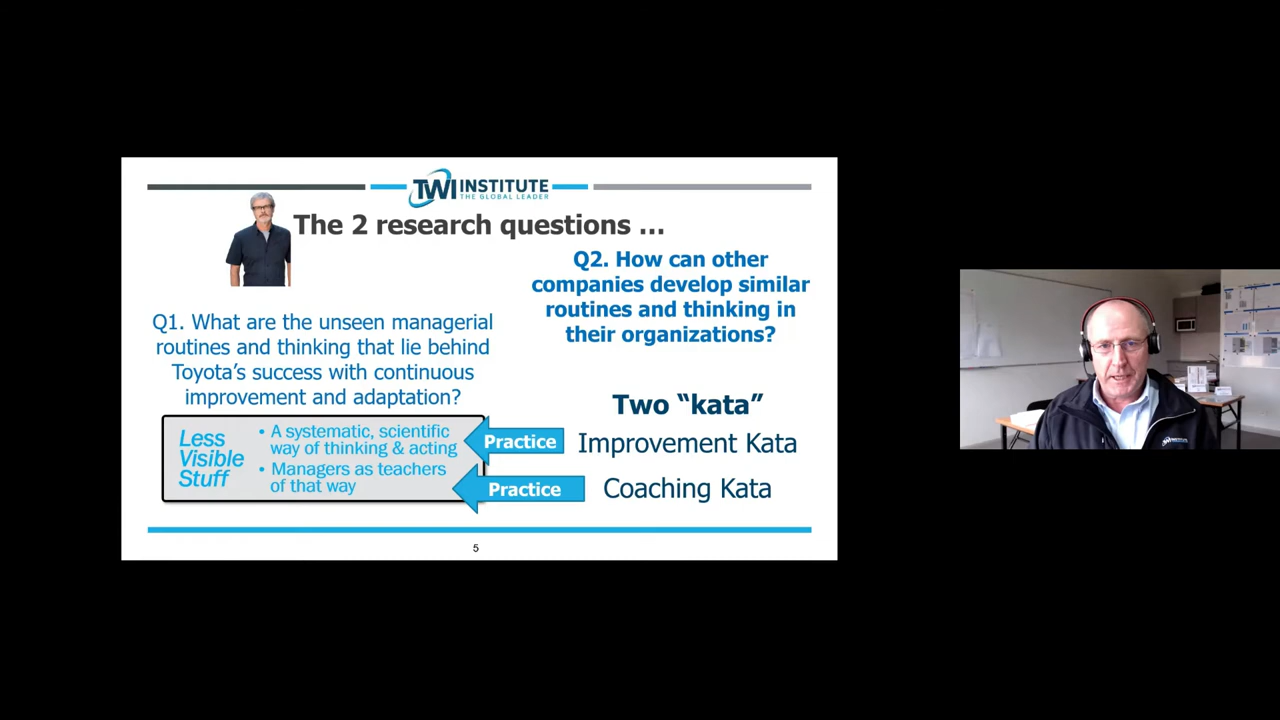 TWI INSTITUTE
THE GLOBAL LEADER
The 2 research questions ...
Q2. How can other
companies develop similar
routines and thinking in
their organizations?
Q1. What are the unseen managerial
routines and thinking that lie behind
Toyota's success with continuous
improvement and adaptation?
Less
Visible
Stuff
• A systematic, scientific
way of thinking & acting
• Managers as teachers
of that way
Two “kata”
Practice
Improvement Kata
Practice
Coaching Kata
5